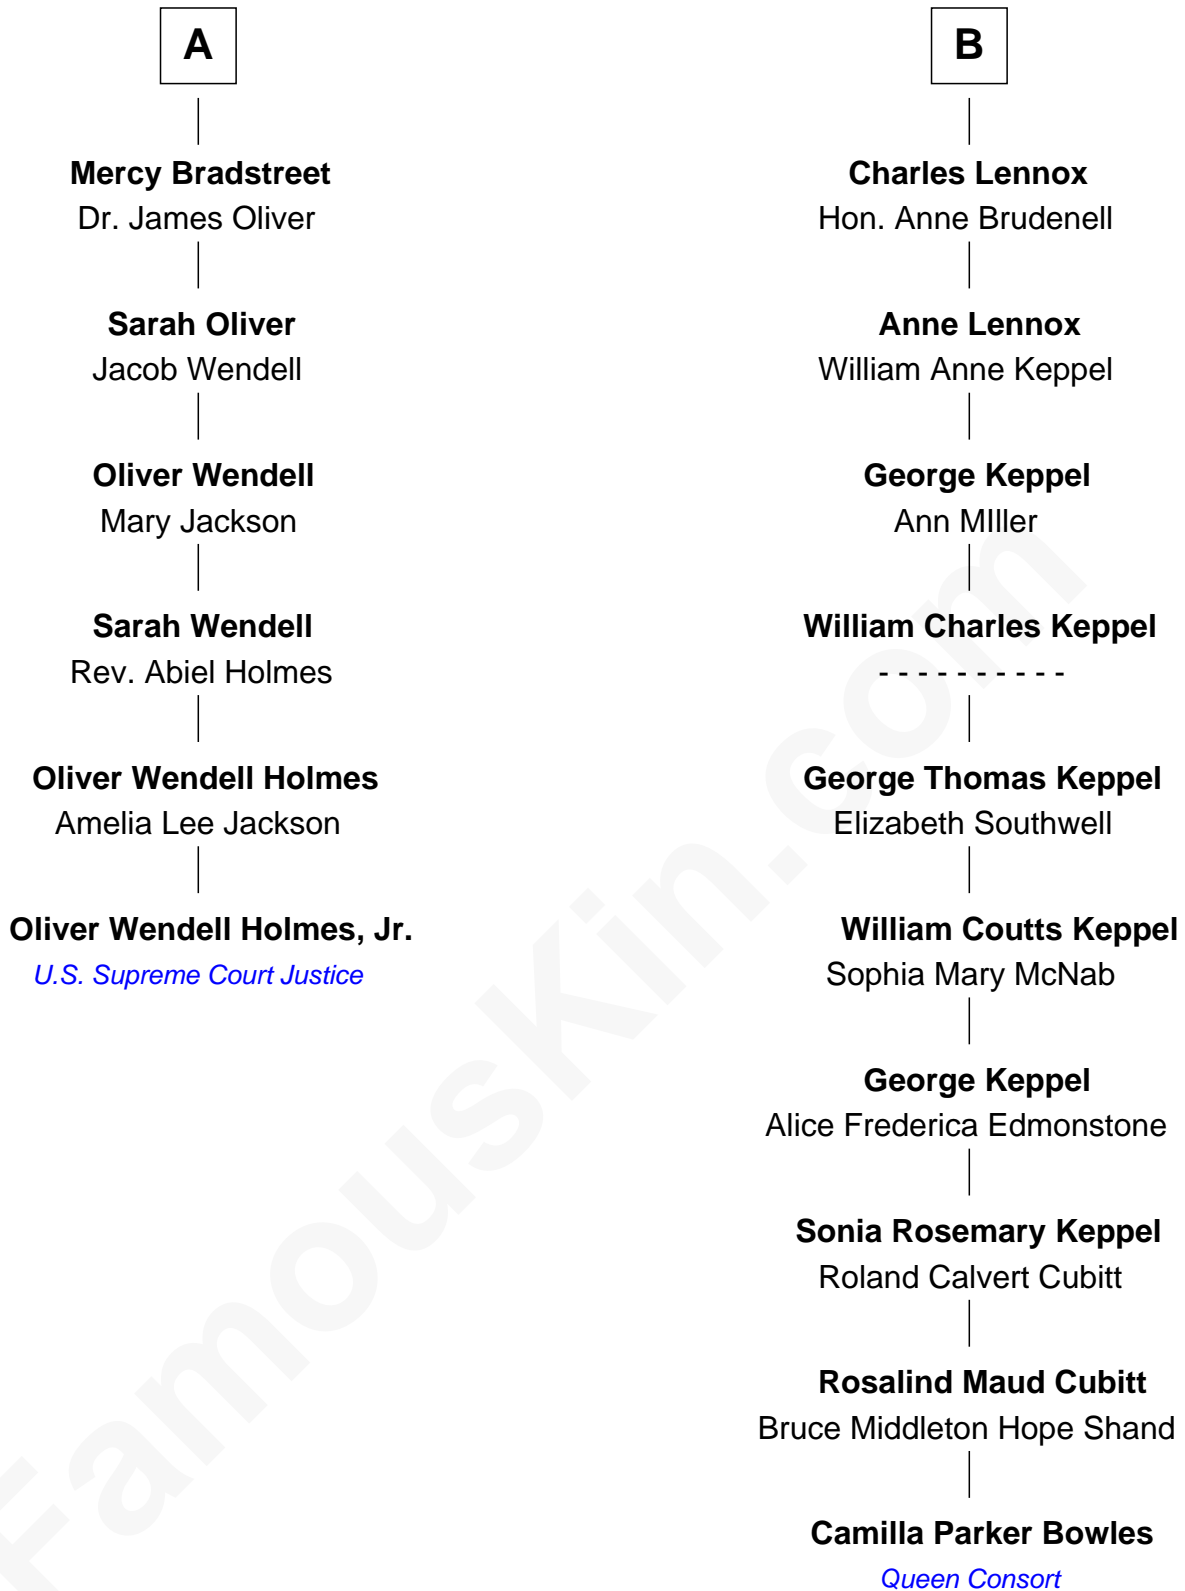 A
Mercy Bradstreet
Dr. James Oliver
Sarah Oliver
Jacob Wendell
Oliver Wendell
Mary Jackson
Sarah Wendell
Rev. Abiel Holmes
Oliver Wendell Holmes
Amelia Lee Jackson
Oliver Wendell Holmes, Jr.
U.S. Supreme Court Justice
B
Charles Lennox
Hon. Anne Brudenell
Anne Lennox
William Anne Keppel
George Keppel
Ann MIller
William Charles Keppel
- - - - - - - - - -
George Thomas Keppel
Elizabeth Southwell
William Coutts Keppel
Sophia Mary McNab
George Keppel
Alice Frederica Edmonstone
Sonia Rosemary Keppel
Roland Calvert Cubitt
Rosalind Maud Cubitt
Bruce Middleton Hope Shand
Camilla Parker Bowles
Queen Consort
FamousKin.com